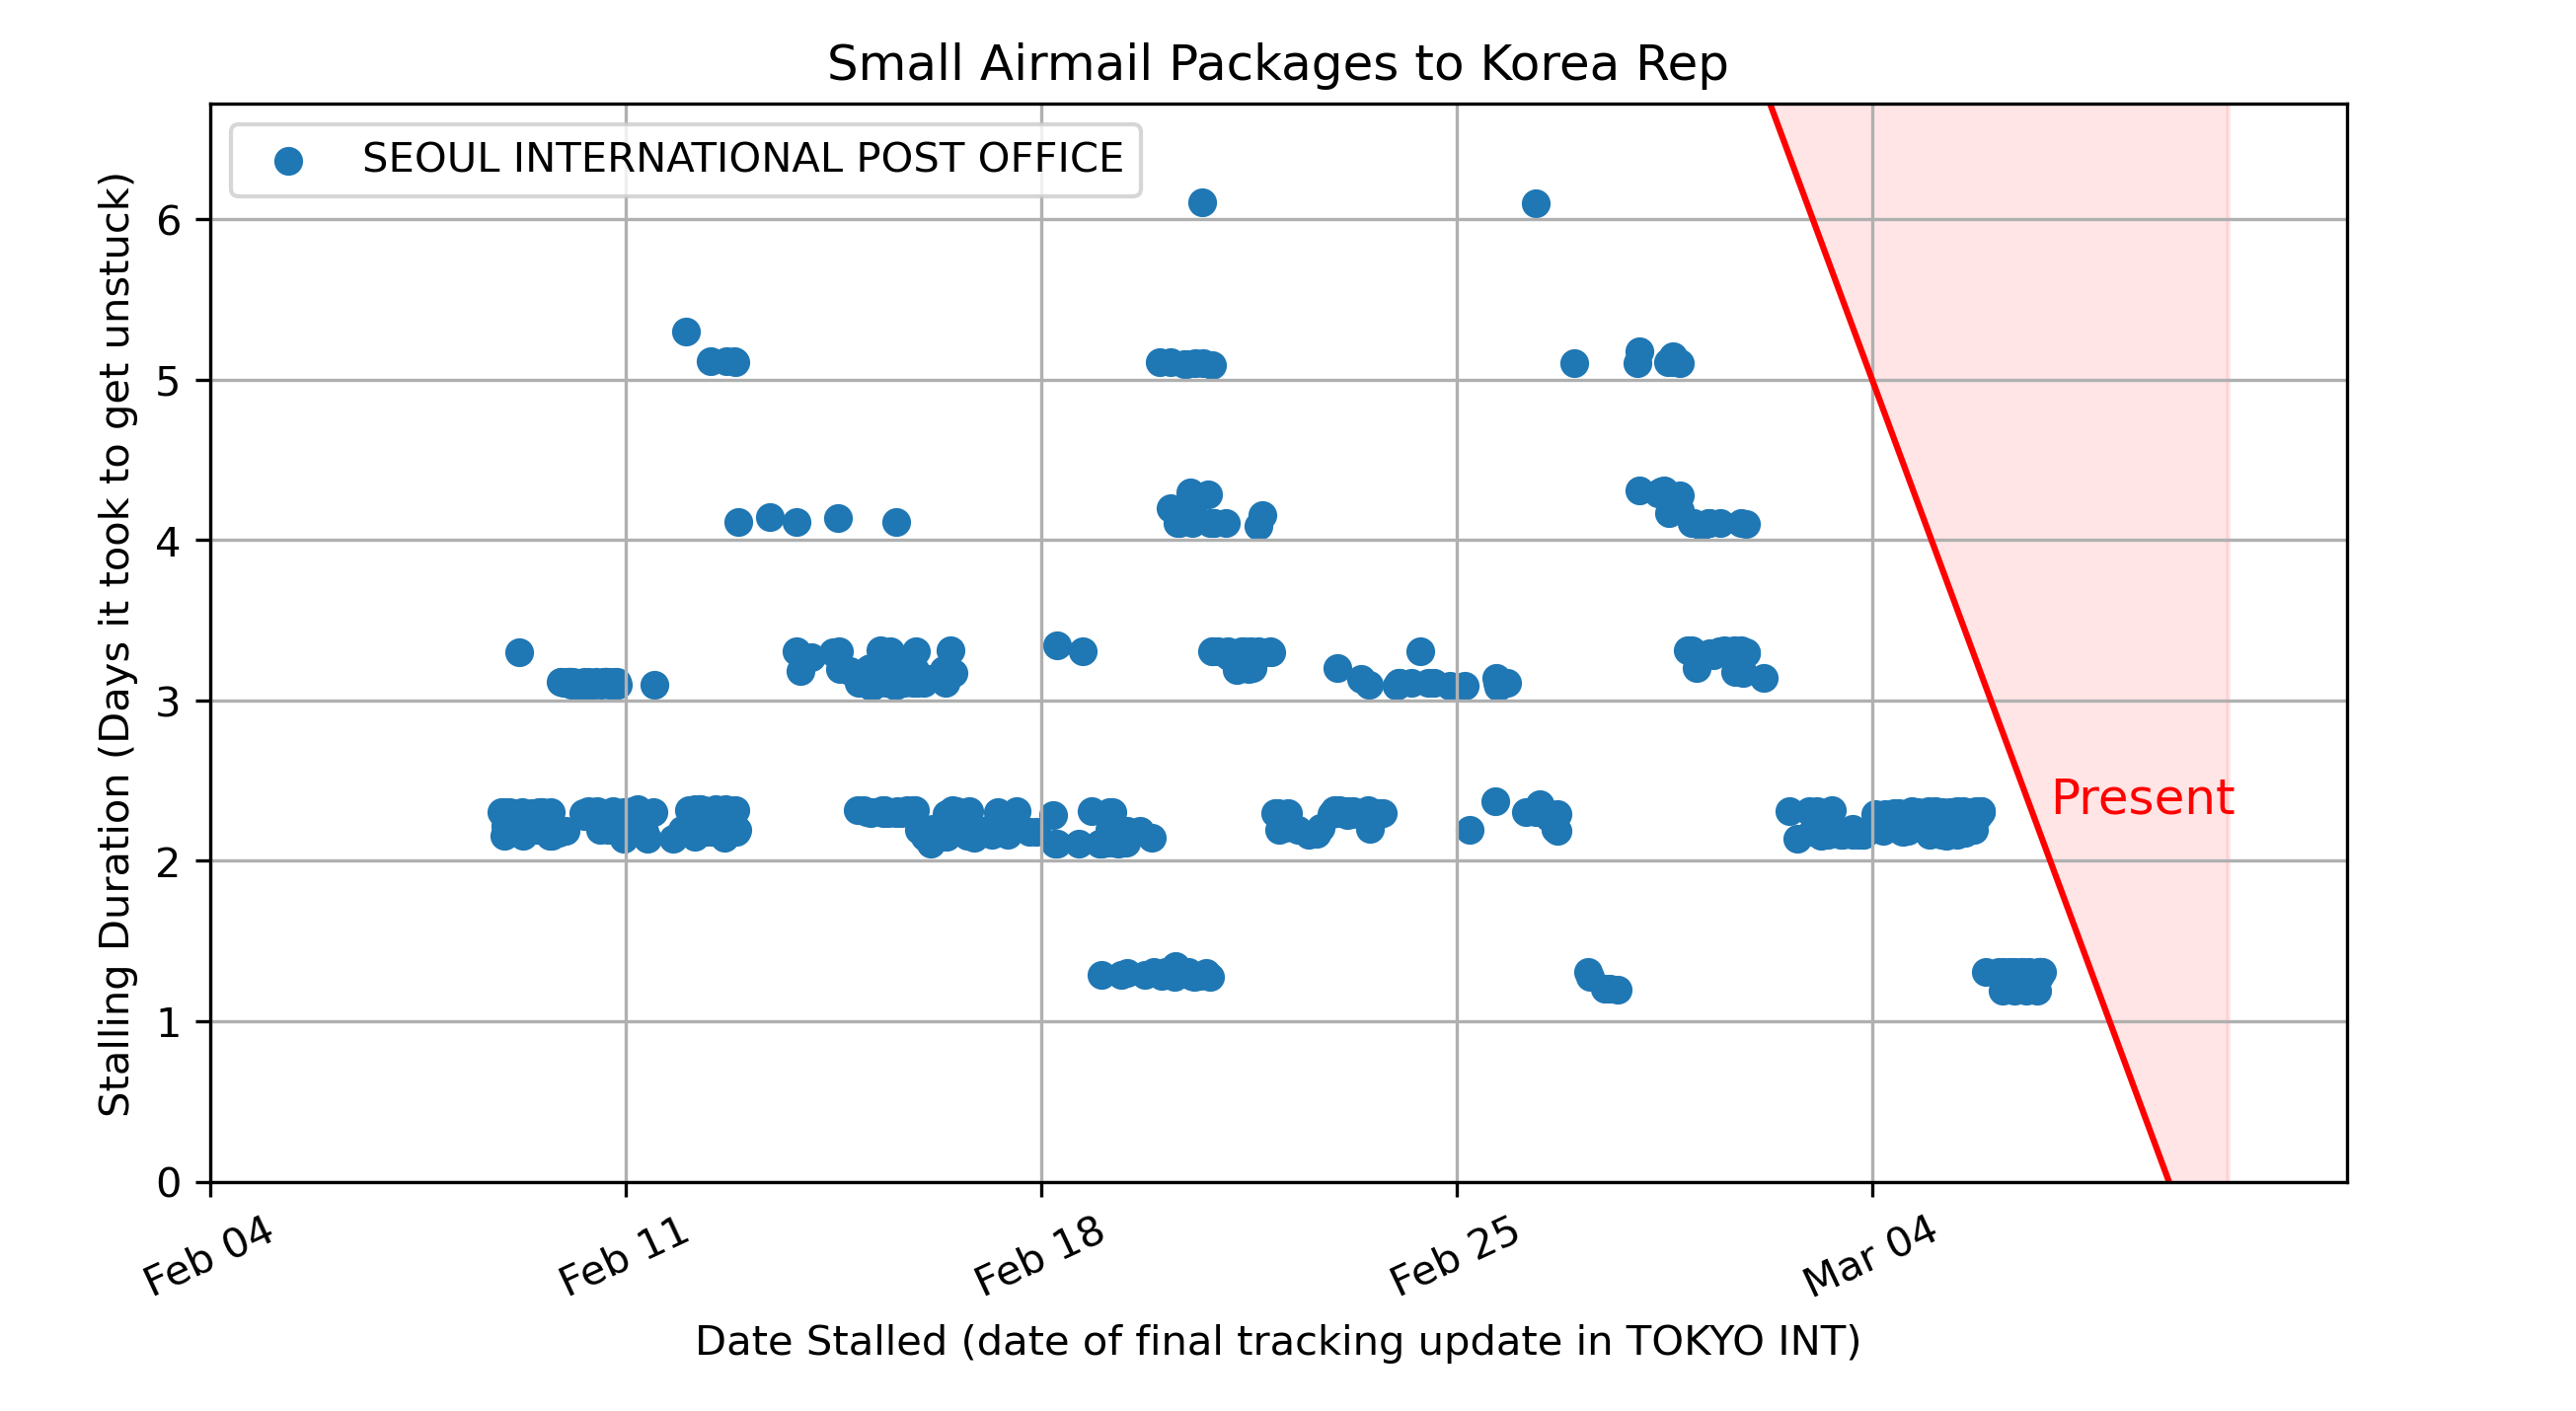 Small Airmail Packages to Korea Rep
SEOUL INTERNATIONAL POST OFFICE
Stalling Duration (Days it took to get unstuck)
6
5
4
3
2
1
0
Present
Feb 04
Feb 11
Feb 18
Feb 25
Mar 04
Date Stalled (date of final tracking update in TOKYO INT)